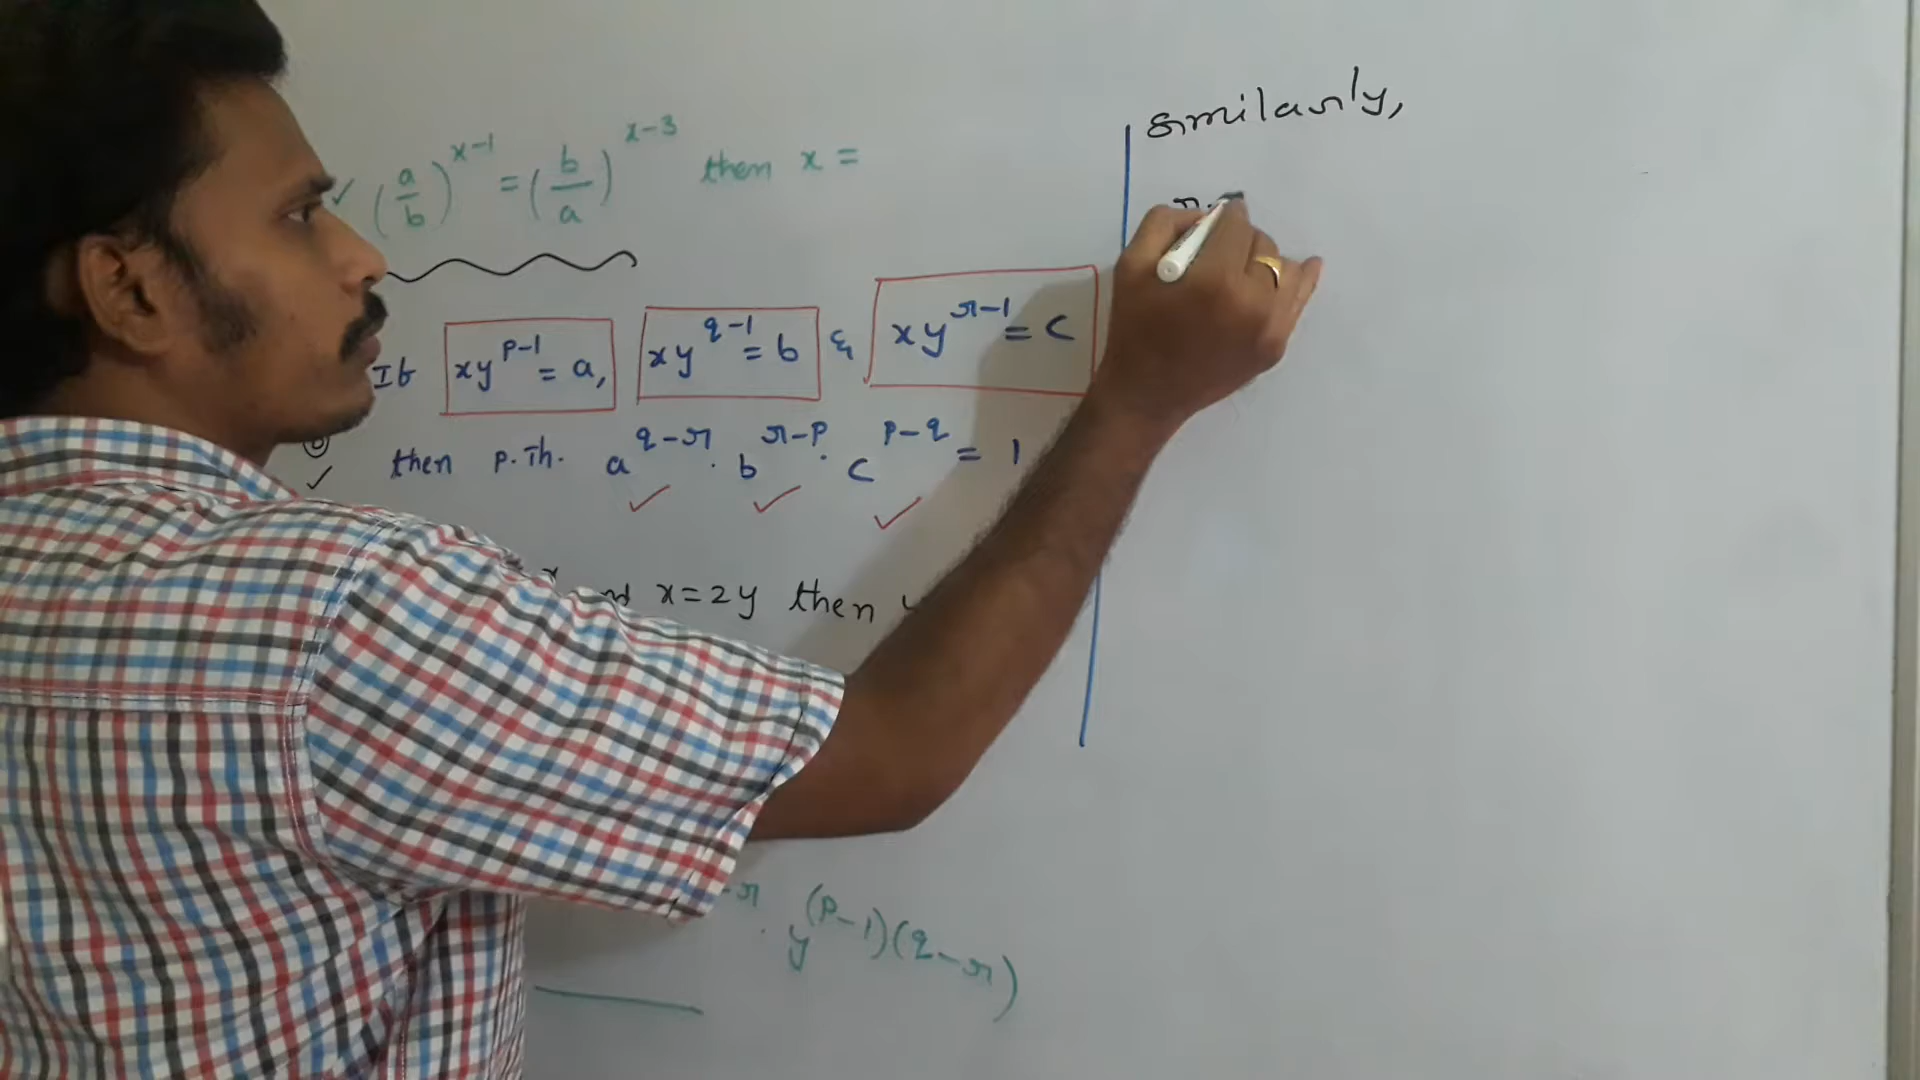 (a/b)^(x-1) = (b/a)^(x-3) then x =
If xy^(p-1) = a, xy^(q-1) = b & xy^(r-1) = c
then p.Th. a^(q-r) . b^(r-p) . c^(p-q) = 1
x=2y then
-r . y^(p-1)(q-r)
similarly,
r-